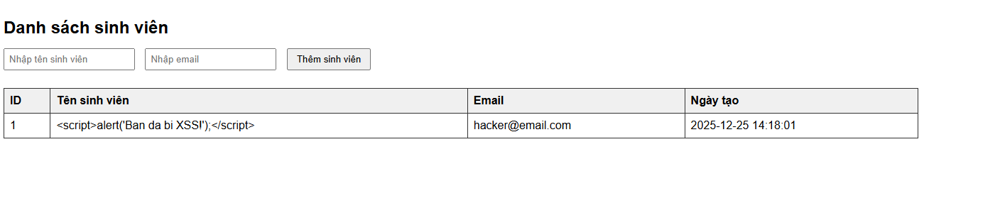 Danh sách sinh viên
Nhập tên sinh viên Nhập email Thêm sinh viên
ID Tên sinh viên Email Ngày tạo
1 <script>alert('Ban da bi XSS!');</script> hacker@email.com 2025-12-25 14:18:01